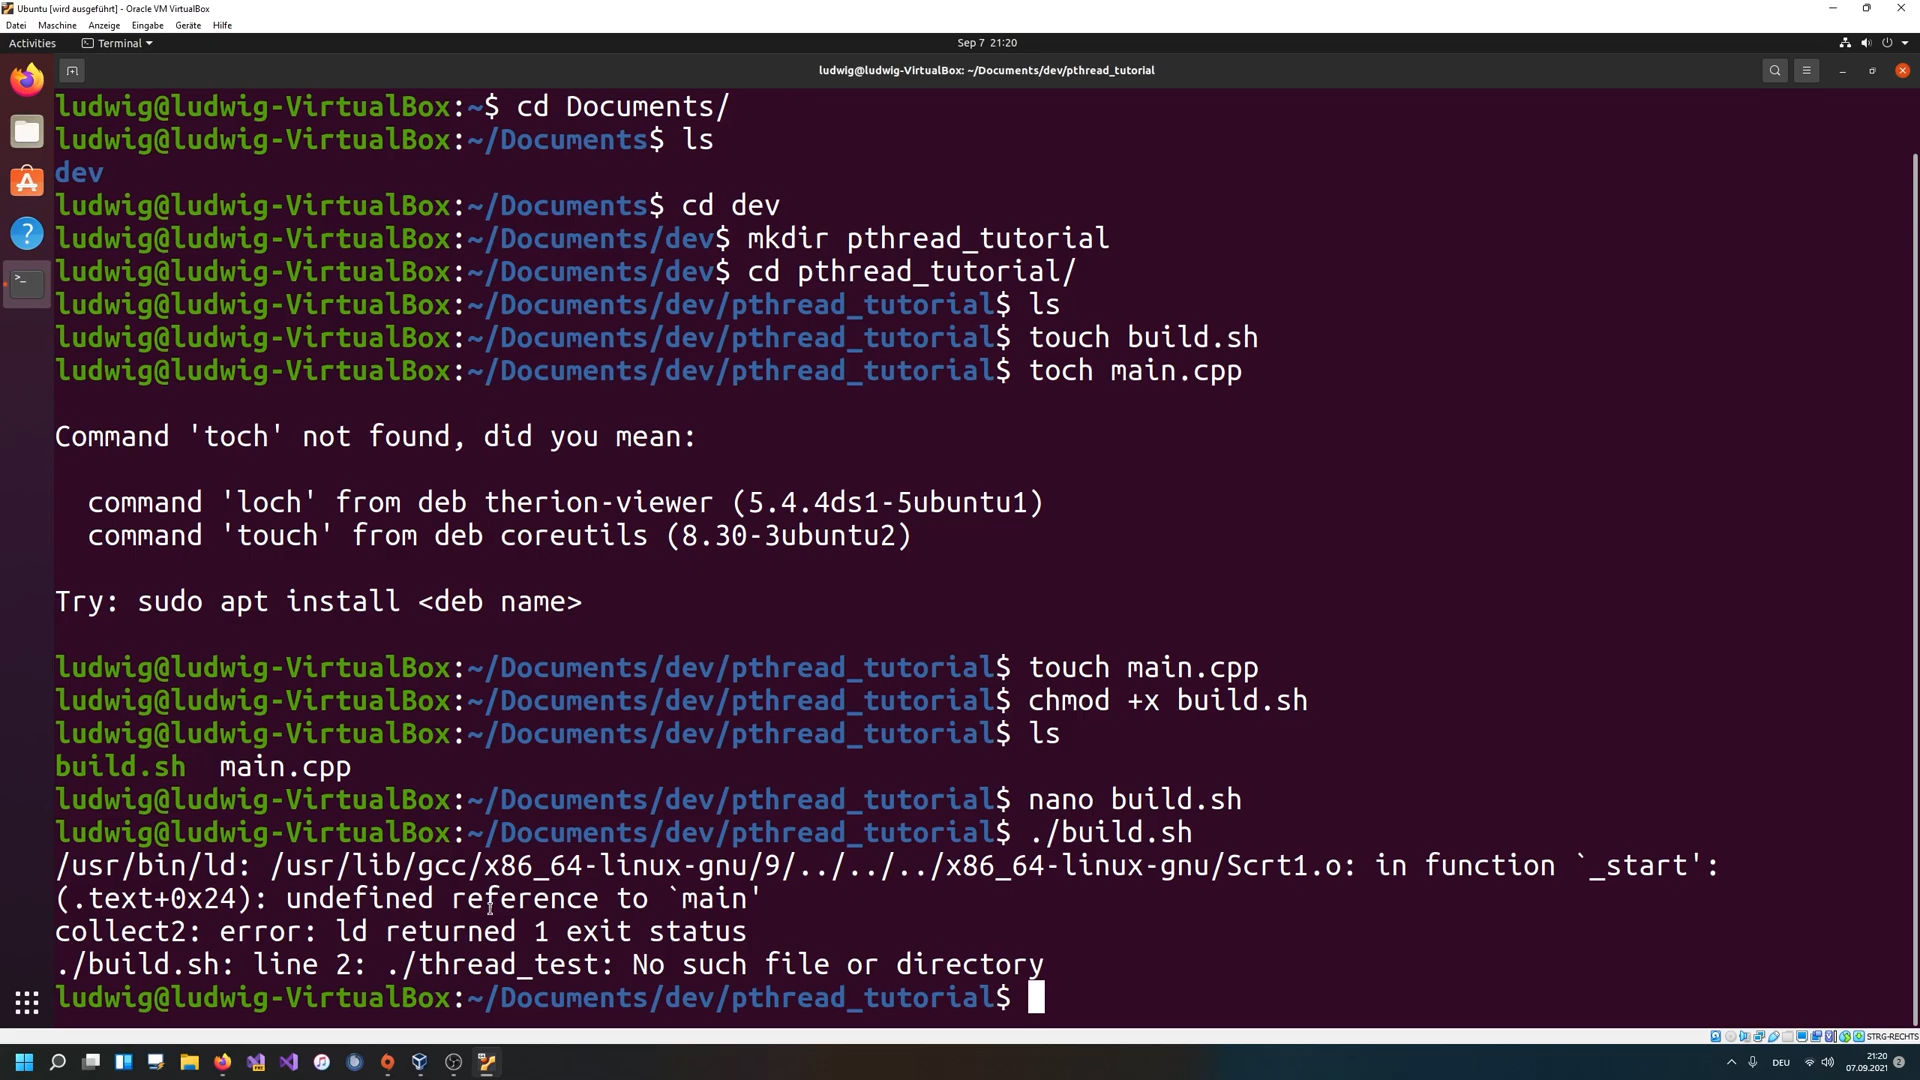 Ubuntu [wird ausgeführt] - Oracle VM VirtualBox
Datei Maschine Anzeige Eingabe Geräte Hilfe
Activities Terminal Sep 7 21:20
ludwig@ludwig-VirtualBox: ~/Documents/dev/pthread_tutorial
ludwig@ludwig-VirtualBox:~$ cd Documents/
ludwig@ludwig-VirtualBox:~/Documents$ ls
dev
ludwig@ludwig-VirtualBox:~/Documents$ cd dev
ludwig@ludwig-VirtualBox:~/Documents/dev$ mkdir pthread_tutorial
ludwig@ludwig-VirtualBox:~/Documents/dev$ cd pthread_tutorial/
ludwig@ludwig-VirtualBox:~/Documents/dev/pthread_tutorial$ ls
ludwig@ludwig-VirtualBox:~/Documents/dev/pthread_tutorial$ touch build.sh
ludwig@ludwig-VirtualBox:~/Documents/dev/pthread_tutorial$ toch main.cpp
Command 'toch' not found, did you mean:
command 'loch' from deb therion-viewer (5.4.4ds1-5ubuntu1)
command 'touch' from deb coreutils (8.30-3ubuntu2)
Try: sudo apt install <deb name>
ludwig@ludwig-VirtualBox:~/Documents/dev/pthread_tutorial$ touch main.cpp
ludwig@ludwig-VirtualBox:~/Documents/dev/pthread_tutorial$ chmod +x build.sh
ludwig@ludwig-VirtualBox:~/Documents/dev/pthread_tutorial$ ls
build.sh main.cpp
ludwig@ludwig-VirtualBox:~/Documents/dev/pthread_tutorial$ nano build.sh
ludwig@ludwig-VirtualBox:~/Documents/dev/pthread_tutorial$ ./build.sh
/usr/bin/ld: /usr/lib/gcc/x86_64-linux-gnu/9/../../../x86_64-linux-gnu/Scrt1.o: in function `_start':
(.text+0x24): undefined reference to `main'
collect2: error: ld returned 1 exit status
./build.sh: line 2: ./thread_test: No such file or directory
ludwig@ludwig-VirtualBox:~/Documents/dev/pthread_tutorial$
STRG-RECHTS
DEU
21:20
07.09.2021
2